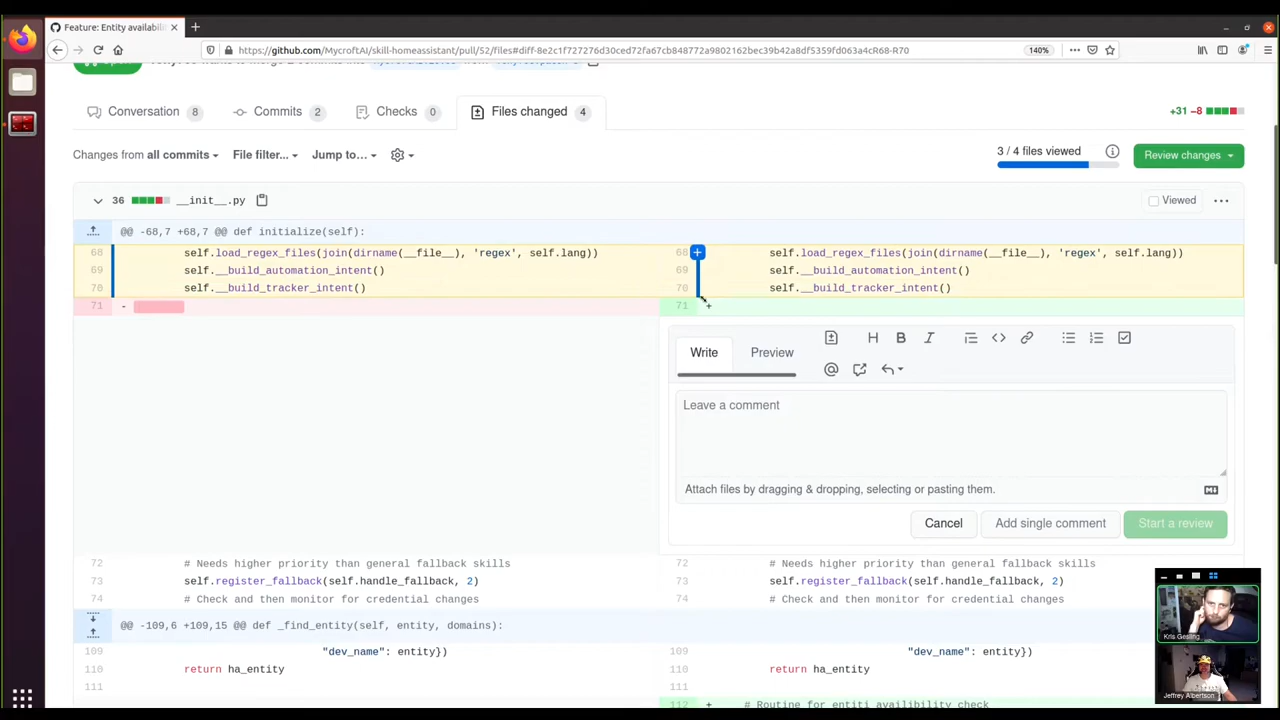 Feature: Entity availabili
https://github.com/MycroftAI/skill-homeassistant/pull/52/files#diff-8e2c1f727276d30ced72fa67cb848772a9802162bec39b42a8df5359fd063a4cR68-R70
140%
Conversation 8
Commits 2
Checks 0
Files changed 4
+31 −8
Changes from all commits
File filter...
Jump to...
3 / 4 files viewed
Review changes
36 __init__.py
Viewed
@@ -68,7 +68,7 @@ def initialize(self):
68 self.load_regex_files(join(dirname(__file__), 'regex', self.lang))
69 self.__build_automation_intent()
70 self.__build_tracker_intent()
71 -
68 self.load_regex_files(join(dirname(__file__), 'regex', self.lang))
69 self.__build_automation_intent()
70 self.__build_tracker_intent()
71 +
Write
Preview
Leave a comment
Attach files by dragging & dropping, selecting or pasting them.
Cancel
Add single comment
Start a review
72 # Needs higher priority than general fallback skills
73 self.register_fallback(self.handle_fallback, 2)
74 # Check and then monitor for credential changes
72 # Needs higher priority than general fallback skills
73 self.register_fallback(self.handle_fallback, 2)
74 # Check and then monitor for credential changes
@@ -109,6 +109,15 @@ def _find_entity(self, entity, domains):
109 "dev_name": entity})
110 return ha_entity
111
109 "dev_name": entity})
110 return ha_entity
111
112 + # Routine for entiti availibility check
Kris Gesling
Jeffrey Albertson